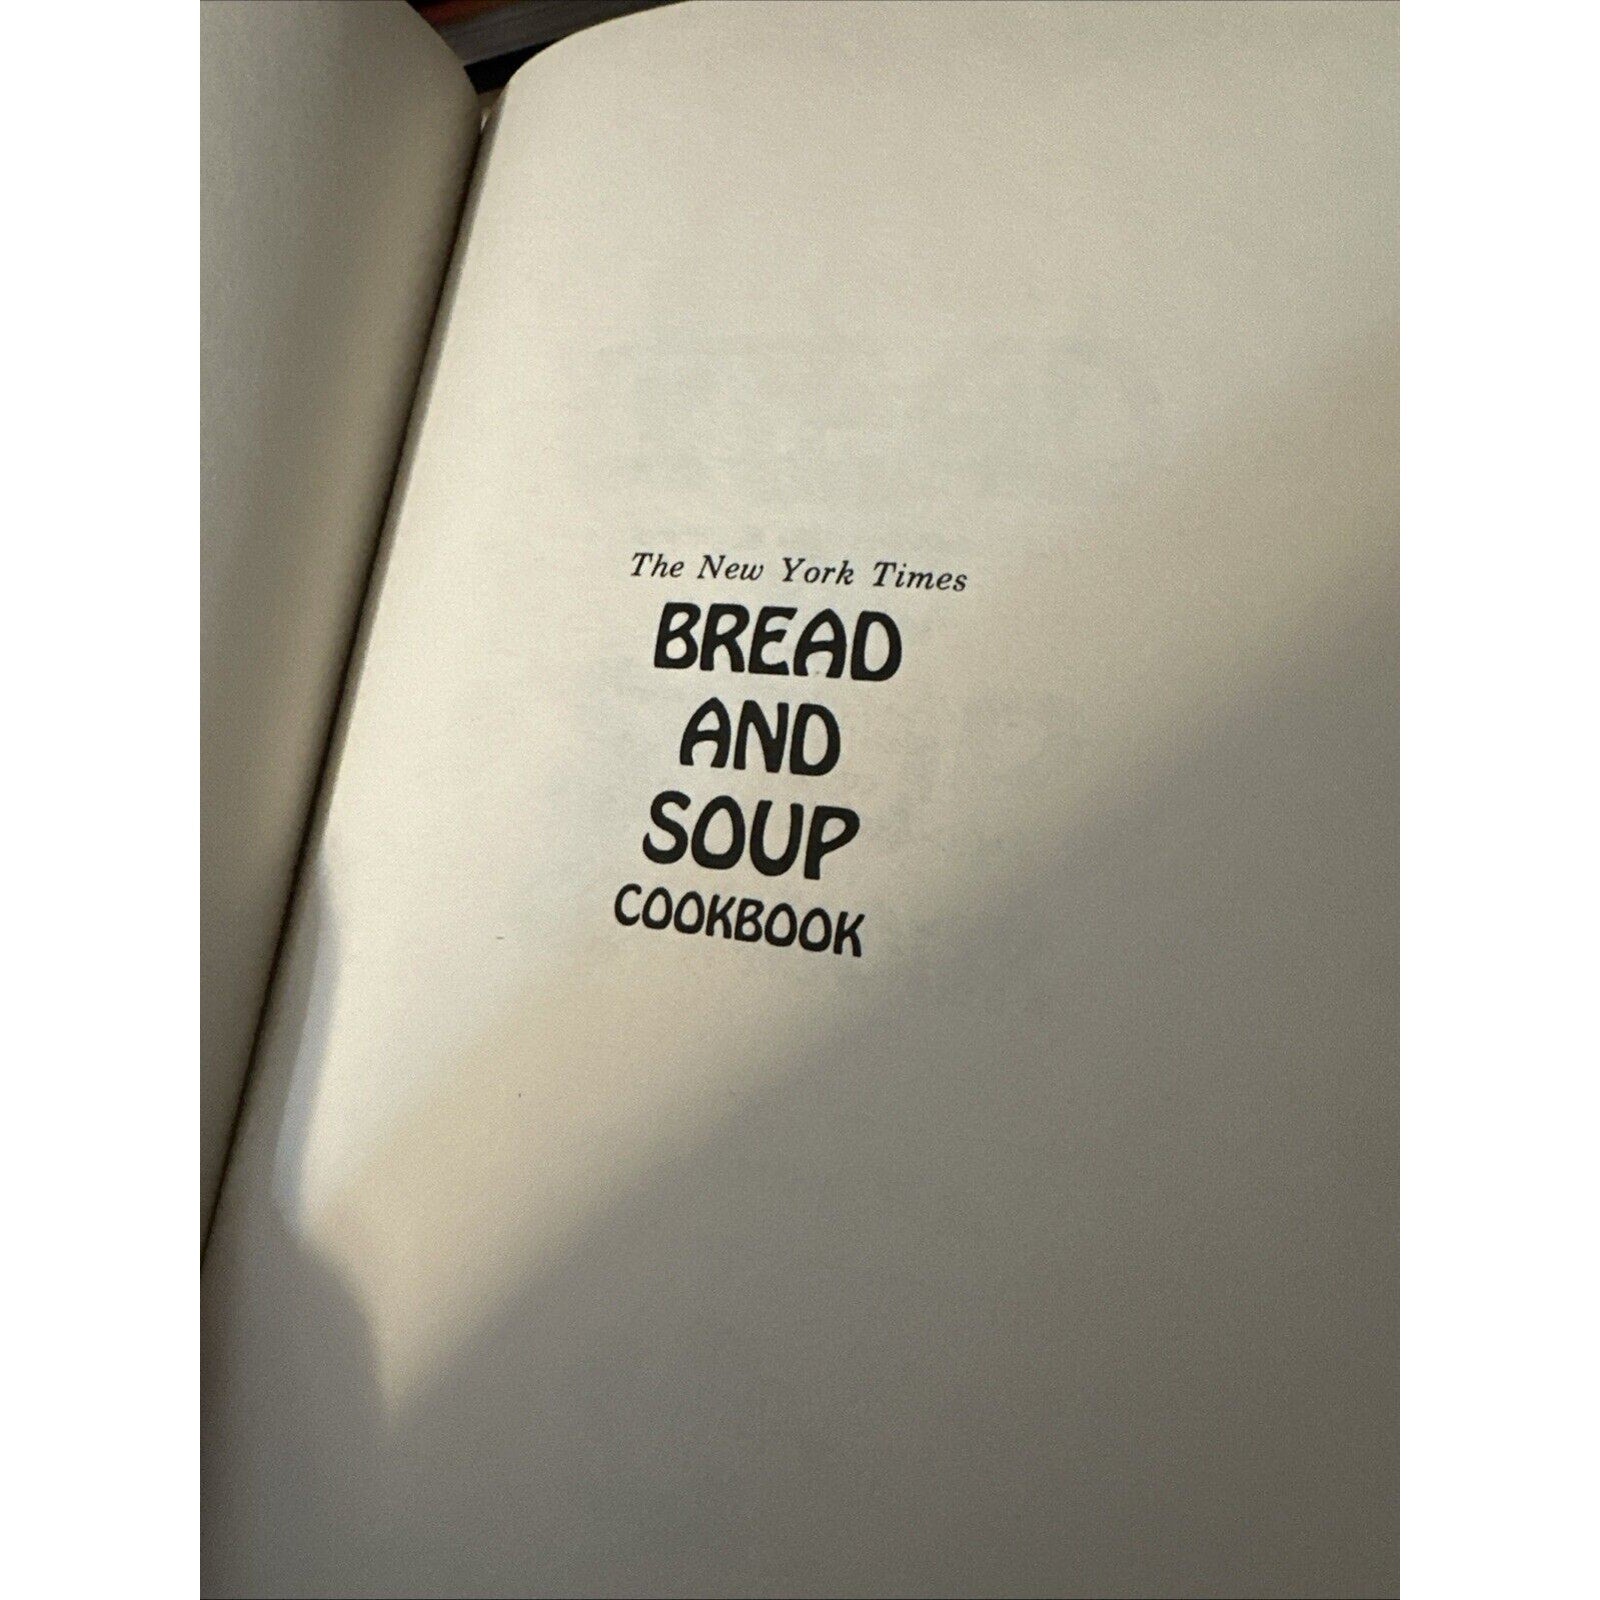 The New York Times
BREAD
AND
SOUP
COOKBOOK